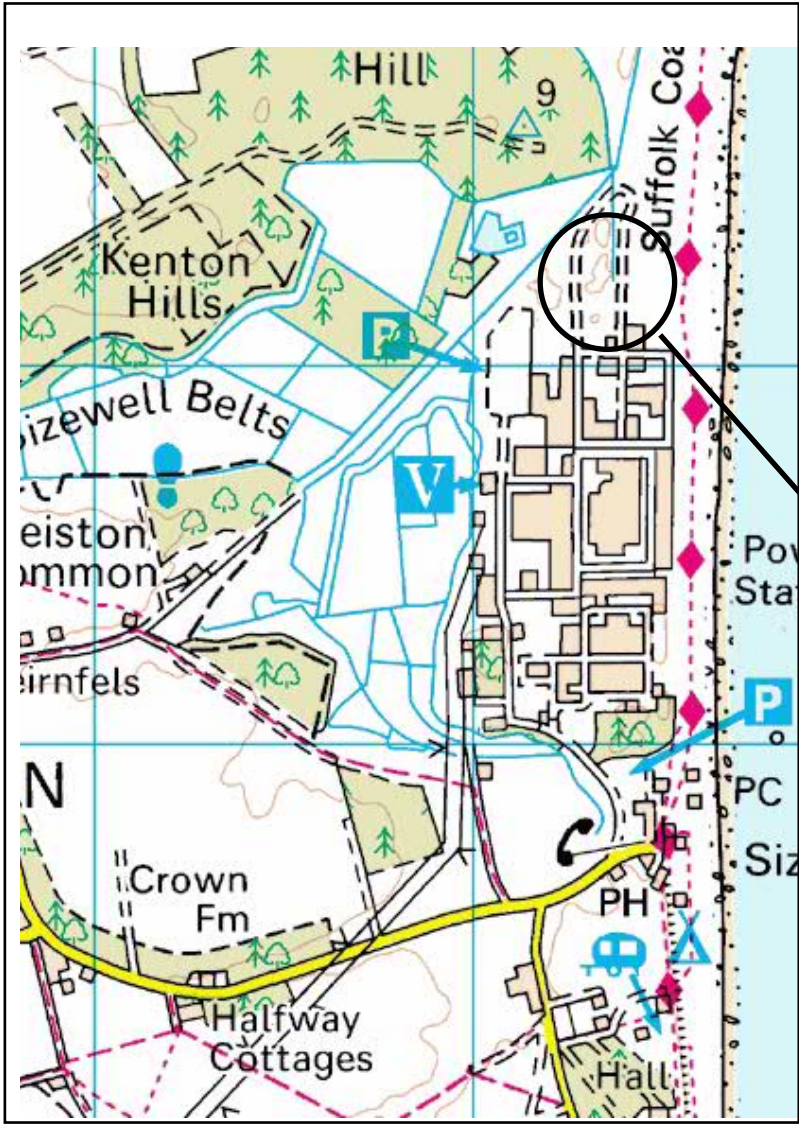 Hill
9
Suffolk Coa
Kenton
Hills
P
izewell Belts
V
eiston
ommon
Pow
Stat
eirnfels
P
N
PC
Crown
Fm
Siz
PH
Halfway
Cottages
Hall